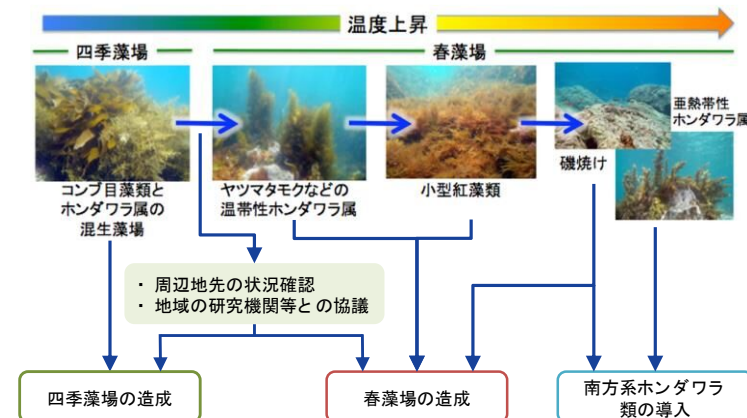 温度上昇
四季藻場
春藻場
コンブ目藻類と
ホンダワラ属の
混生藻場
ヤツマタモクなどの
温帯性ホンダワラ属
小型紅藻類
磯焼け
亜熱帯性
ホンダワラ属
・ 周辺地先の状況確認
・ 地域の研究機関等との協議
四季藻場の造成
春藻場の造成
南方系ホンダワラ
類の導入